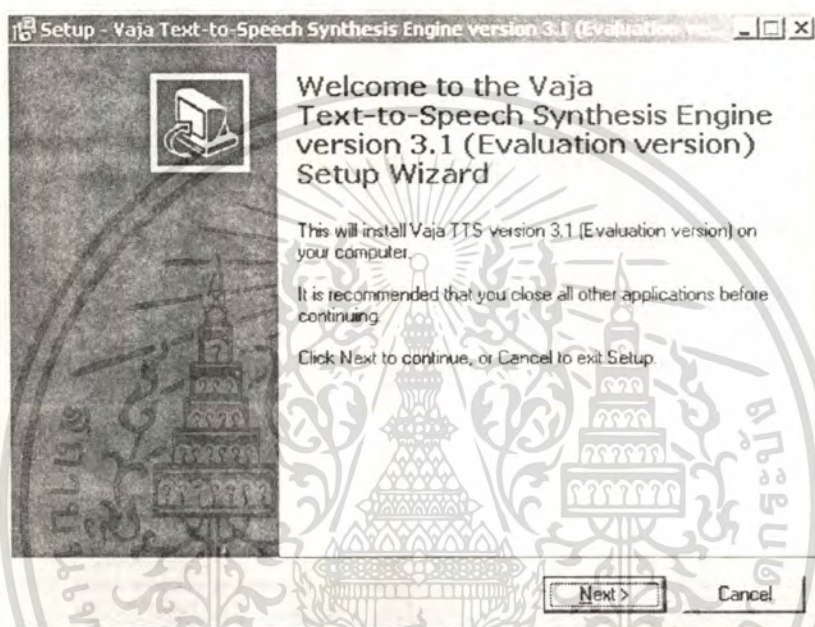 Setup - Vaja Text-to-Speech Synthesis Engine version 3.1 (Evaluation
Welcome to the Vaja
Text-to-Speech Synthesis Engine
version 3.1 (Evaluation version)
Setup Wizard
This will install Vaja TTS version 3.1 (Evaluation version) on
your computer.
It is recommended that you close all other applications before
continuing.
Click Next to continue, or Cancel to exit Setup.
Next >
Cancel